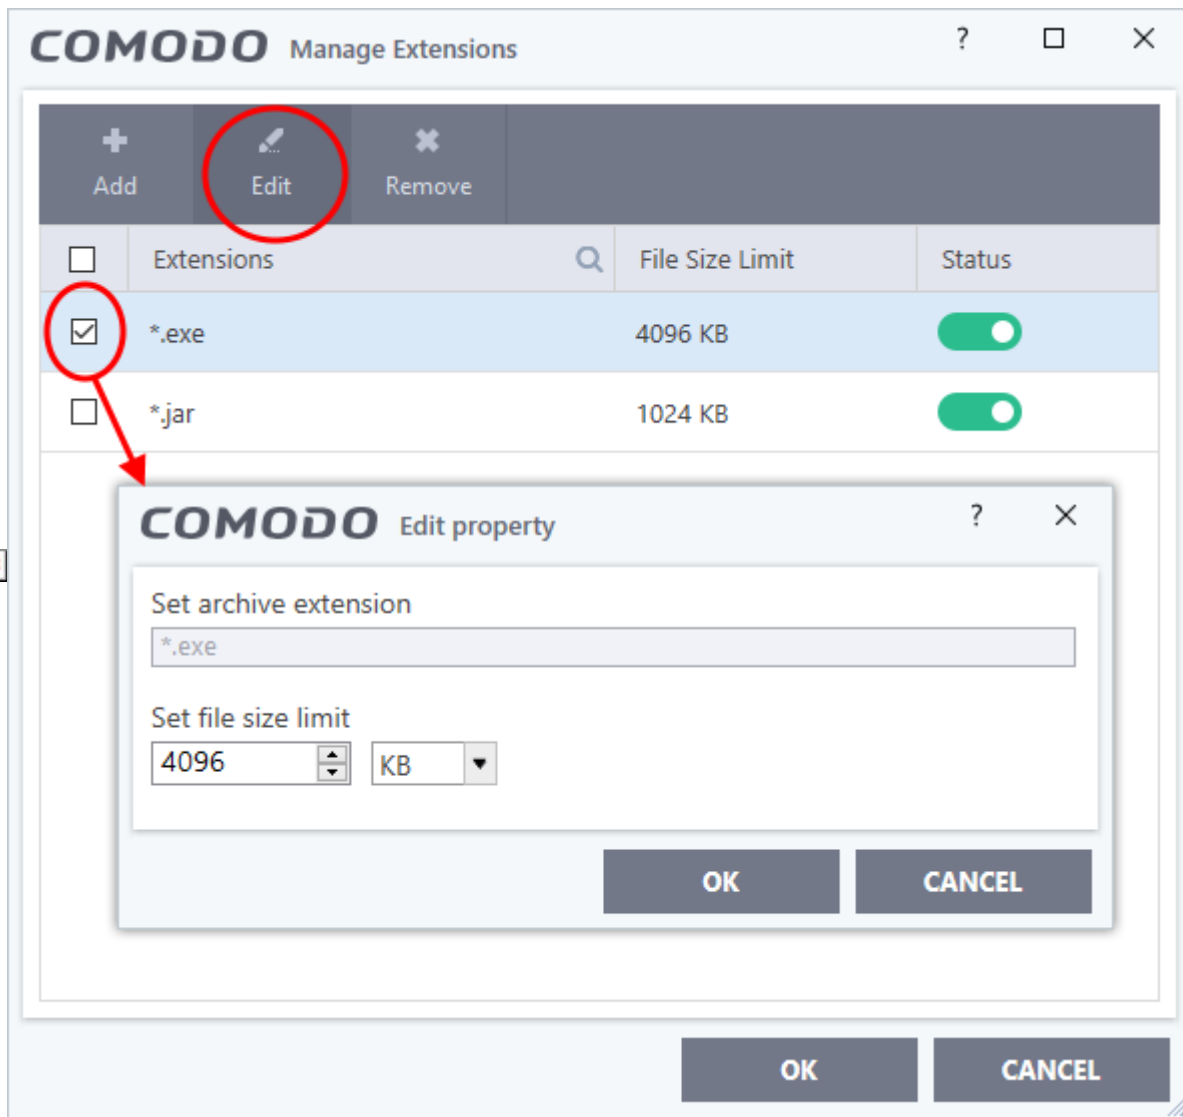 COMODO Manage Extensions ?
Add Edit Remove
Extensions File Size Limit Status
*.exe 4096 KB
*.jar 1024 KB
COMODO Edit property ?
Set archive extension
*.exe
Set file size limit
4096 KB
OK CANCEL
OK CANCEL